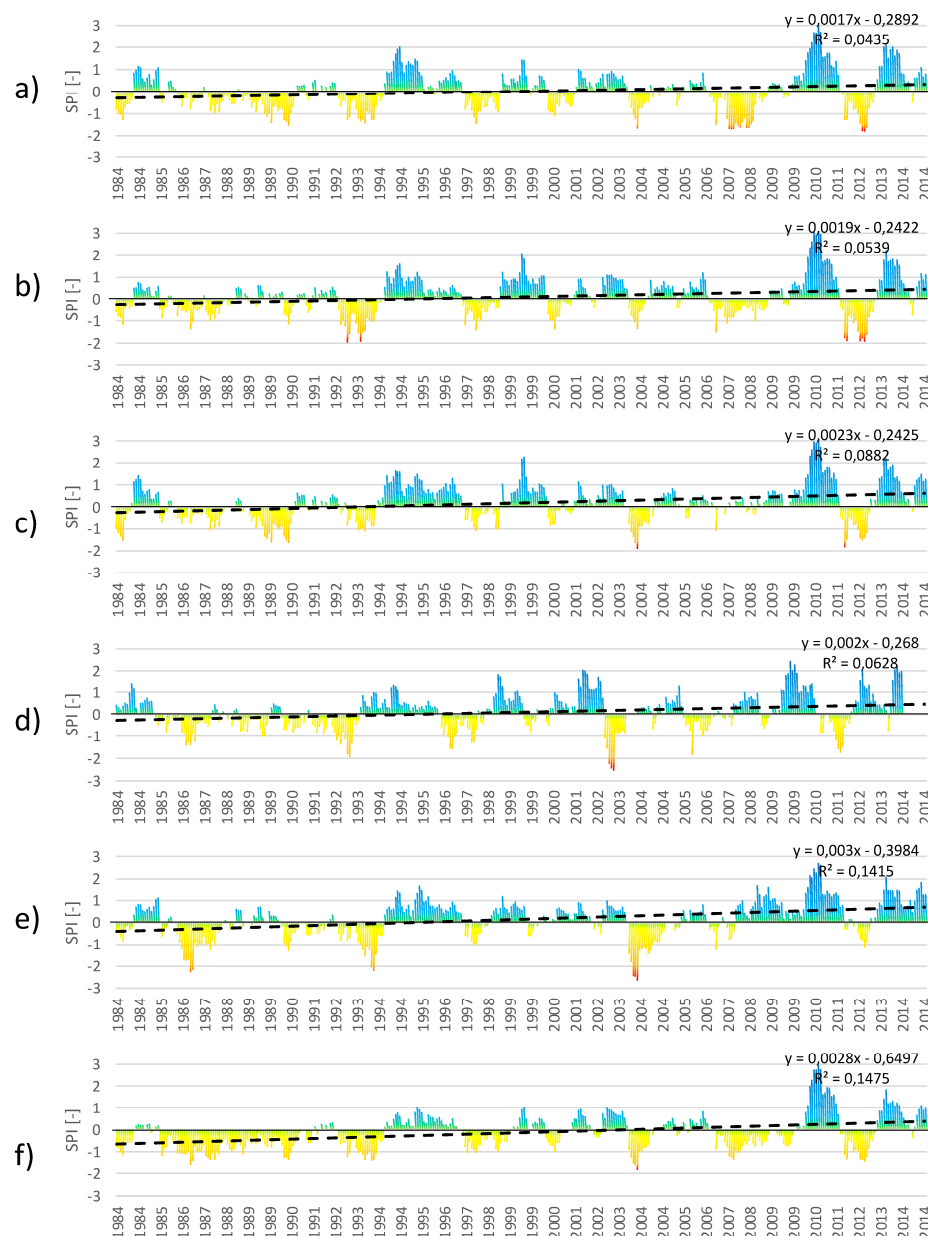 y = 0,0017x - 0,2892
R² = 0,0435
a)
SPI [-]
3
2
1
0
-1
-2
-3
1984 1984 1985 1986 1987 1988 1989 1989 1990 1991 1992 1993 1994 1994 1995 1996 1997 1998 1999 1999 2000 2001 2002 2003 2004 2004 2005 2006 2007 2008 2009 2009 2010 2011 2012 2013 2014 2014
y = 0,0019x - 0,2422
R² = 0,0539
b)
SPI [-]
3
2
1
0
-1
-2
-3
1984 1984 1985 1986 1987 1988 1989 1989 1990 1991 1992 1993 1994 1994 1995 1996 1997 1998 1999 1999 2000 2001 2002 2003 2004 2004 2005 2006 2007 2008 2009 2009 2010 2011 2012 2013 2014 2014
y = 0,0023x - 0,2425
R² = 0,0882
c)
SPI [-]
3
2
1
0
-1
-2
-3
1984 1984 1985 1986 1987 1988 1989 1989 1990 1991 1992 1993 1994 1994 1995 1996 1997 1998 1999 1999 2000 2001 2002 2003 2004 2004 2005 2006 2007 2008 2009 2009 2010 2011 2012 2013 2014 2014
y = 0,002x - 0,268
R² = 0,0628
d)
SPI [-]
3
2
1
0
-1
-2
-3
1984 1984 1985 1986 1987 1988 1989 1989 1990 1991 1992 1993 1994 1994 1995 1996 1997 1998 1999 1999 2000 2001 2002 2003 2004 2004 2005 2006 2007 2008 2009 2009 2010 2011 2012 2013 2014 2014
y = 0,003x - 0,3984
R² = 0,1415
e)
SPI [-]
3
2
1
0
-1
-2
-3
1984 1984 1985 1986 1987 1988 1989 1989 1990 1991 1992 1993 1994 1994 1995 1996 1997 1998 1999 1999 2000 2001 2002 2003 2004 2004 2005 2006 2007 2008 2009 2009 2010 2011 2012 2013 2014 2014
y = 0,0028x - 0,6497
R² = 0,1475
f)
SPI [-]
3
2
1
0
-1
-2
-3
1984 1984 1985 1986 1987 1988 1989 1989 1990 1991 1992 1993 1994 1994 1995 1996 1997 1998 1999 1999 2000 2001 2002 2003 2004 2004 2005 2006 2007 2008 2009 2009 2010 2011 2012 2013 2014 2014